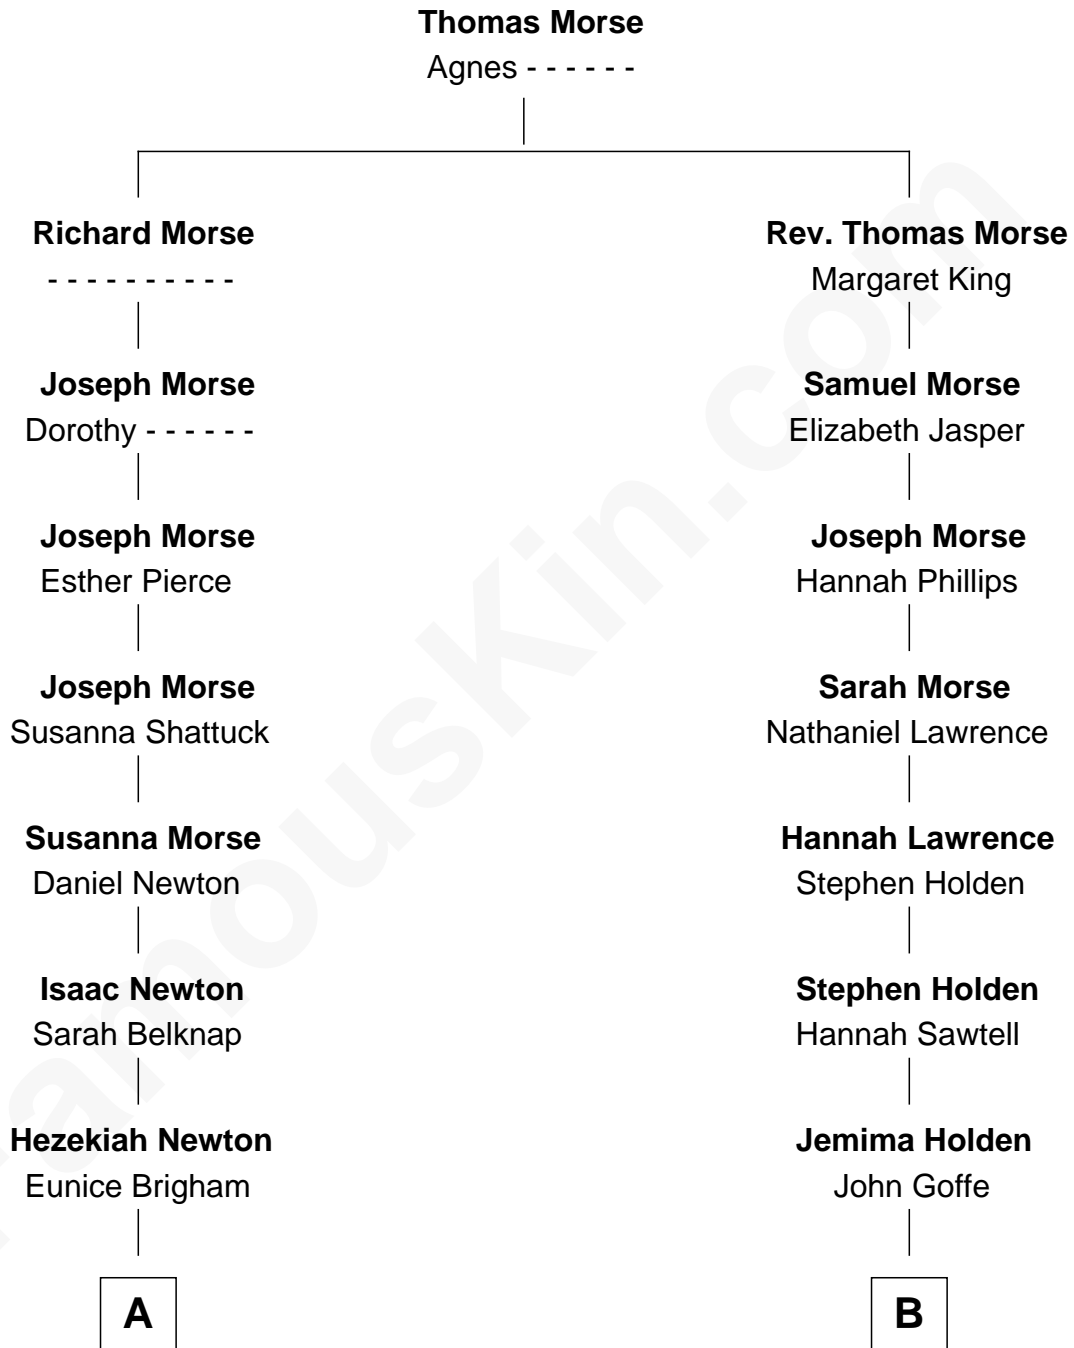 Thomas Morse
Agnes - - - - - -
Richard Morse
- - - - - - - - - -
Joseph Morse
Dorothy - - - - - -
Joseph Morse
Esther Pierce
Joseph Morse
Susanna Shattuck
Susanna Morse
Daniel Newton
Isaac Newton
Sarah Belknap
Hezekiah Newton
Eunice Brigham
A
Rev. Thomas Morse
Margaret King
Samuel Morse
Elizabeth Jasper
Joseph Morse
Hannah Phillips
Sarah Morse
Nathaniel Lawrence
Hannah Lawrence
Stephen Holden
Stephen Holden
Hannah Sawtell
Jemima Holden
John Goffe
B
FamousKin.com